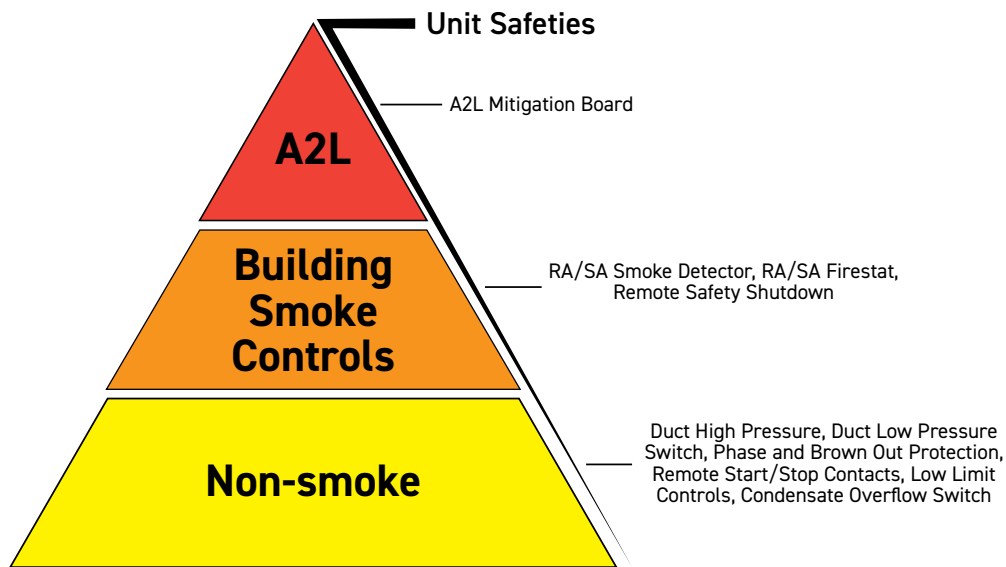 Unit Safeties
A2L Mitigation Board
A2L
Building
Smoke
Controls
RA/SA Smoke Detector, RA/SA Firestat,
Remote Safety Shutdown
Non-smoke
Duct High Pressure, Duct Low Pressure
Switch, Phase and Brown Out Protection,
Remote Start/Stop Contacts, Low Limit
Controls, Condensate Overflow Switch